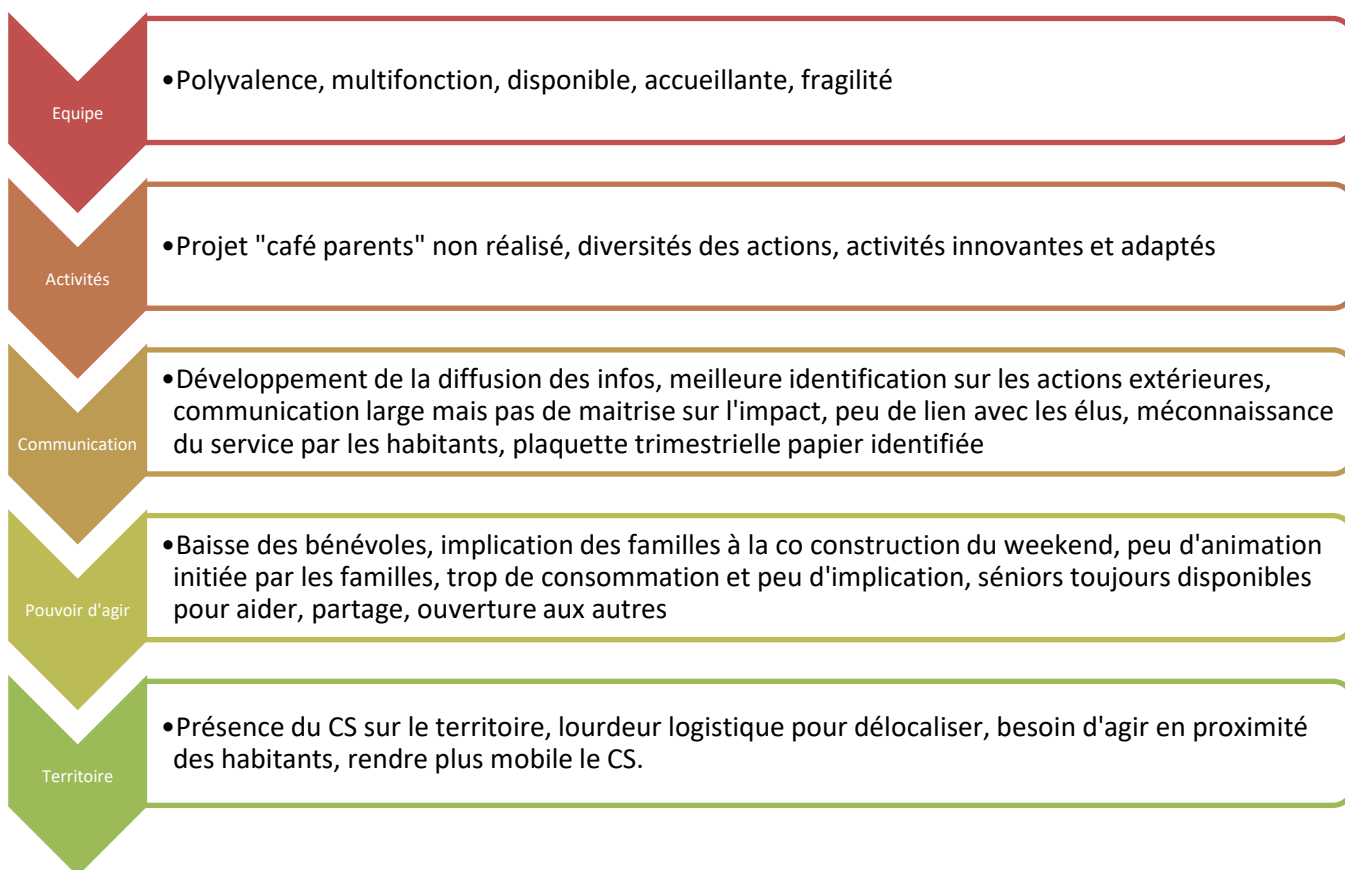 Equipe
•Polyvalence, multifonction, disponible, accueillante, fragilité
Activités
•Projet "café parents" non réalisé, diversités des actions, activités innovantes et adaptés
Communication
•Développement de la diffusion des infos, meilleure identification sur les actions extérieures,
communication large mais pas de maitrise sur l'impact, peu de lien avec les élus, méconnaissance
du service par les habitants, plaquette trimestrielle papier identifiée
Pouvoir d'agir
•Baisse des bénévoles, implication des familles à la co construction du weekend, peu d'animation
initiée par les familles, trop de consommation et peu d'implication, séniors toujours disponibles
pour aider, partage, ouverture aux autres
Territoire
•Présence du CS sur le territoire, lourdeur logistique pour délocaliser, besoin d'agir en proximité
des habitants, rendre plus mobile le CS.